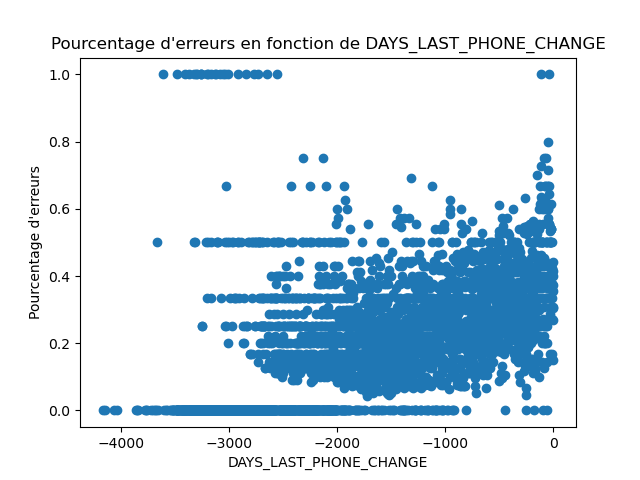 Pourcentage d'erreurs en fonction de DAYS_LAST_PHONE_CHANGE
1.0
0.8
0.6
0.4
0.2
0.0
Pourcentage d'erreurs
−4000 −3000 −2000 −1000 0
DAYS_LAST_PHONE_CHANGE